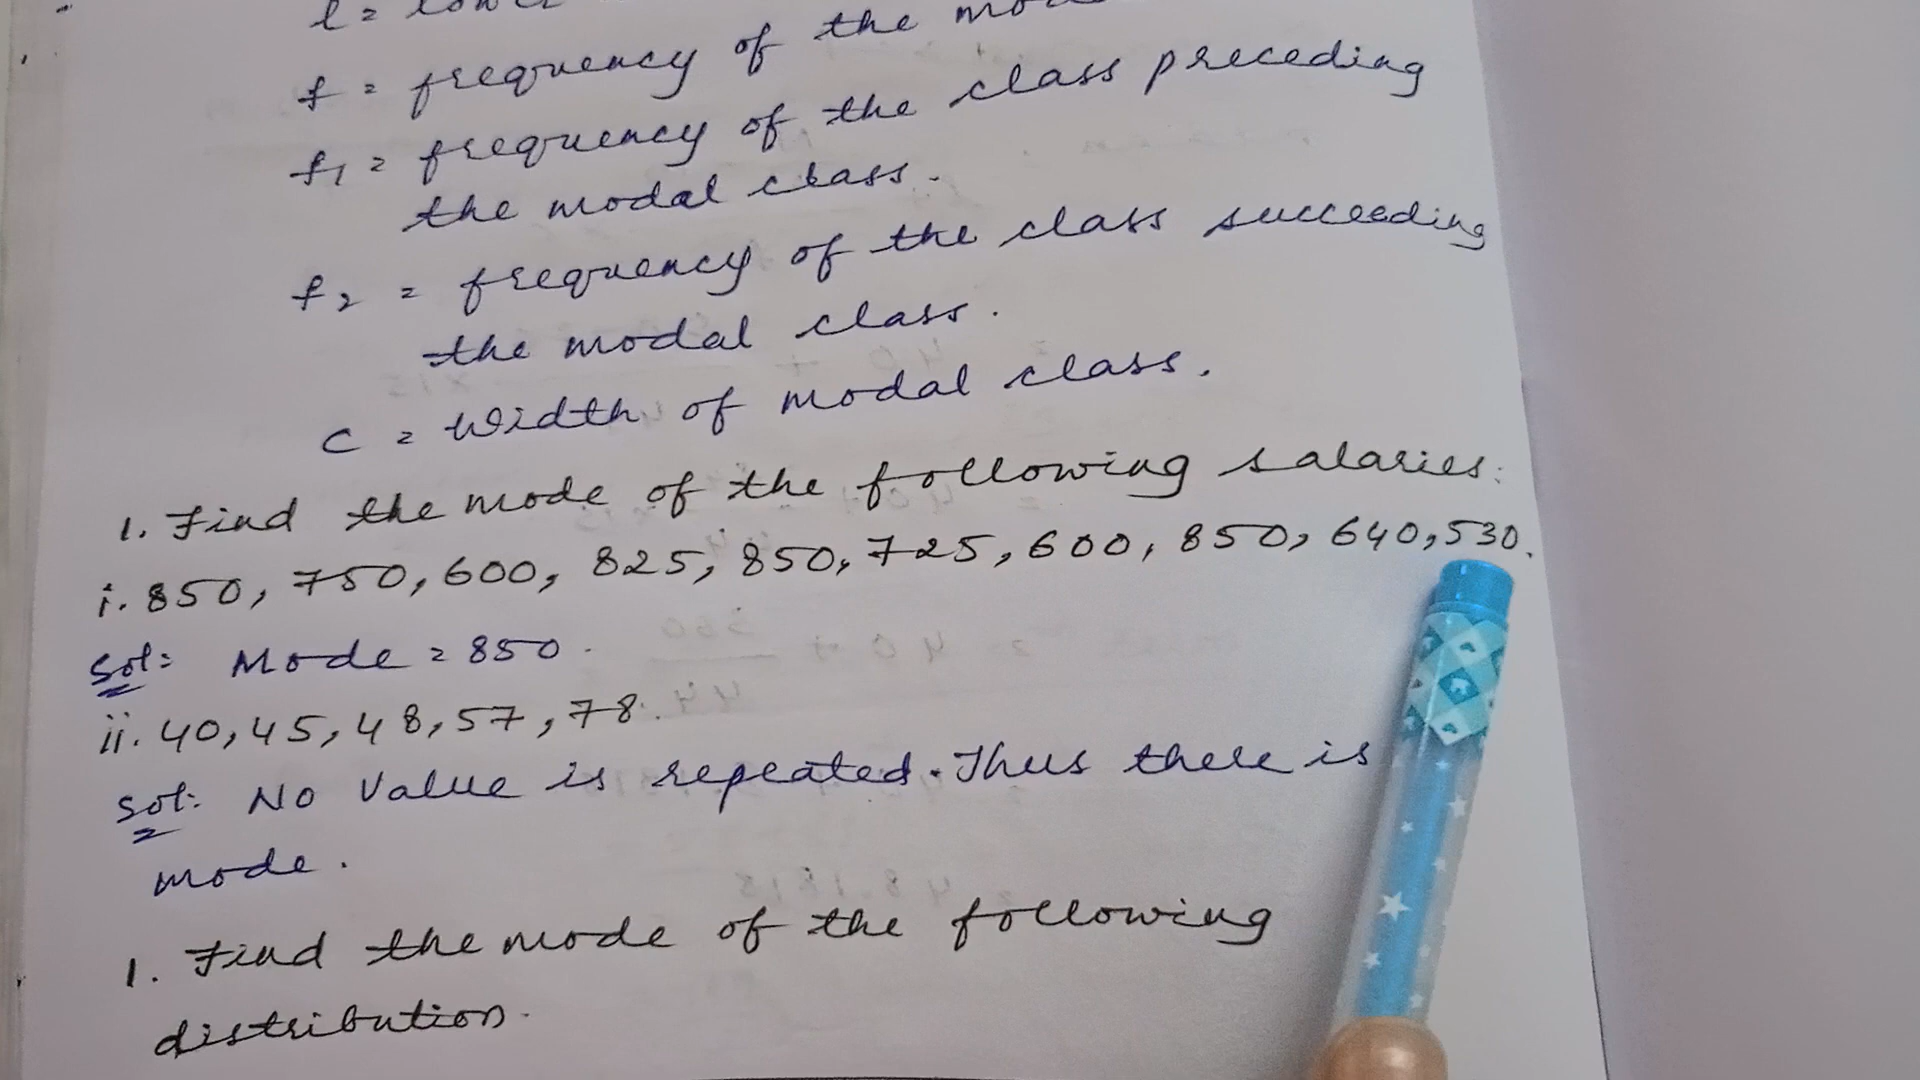 l = lower
f = frequency of the
f1 = frequency of the class preceding
the modal class.
f2 = frequency of the class succeeding
the modal class.
c = width of modal class.
1. Find the mode of the following salaries:
i. 850, 750, 600, 825, 850, 725, 600, 850, 640, 530.
Sol: Mode = 850.
ii. 40, 45, 48, 57, 78.
Sol: No Value is repeated. Thus there is
mode.
1. Find the mode of the following
distribution.